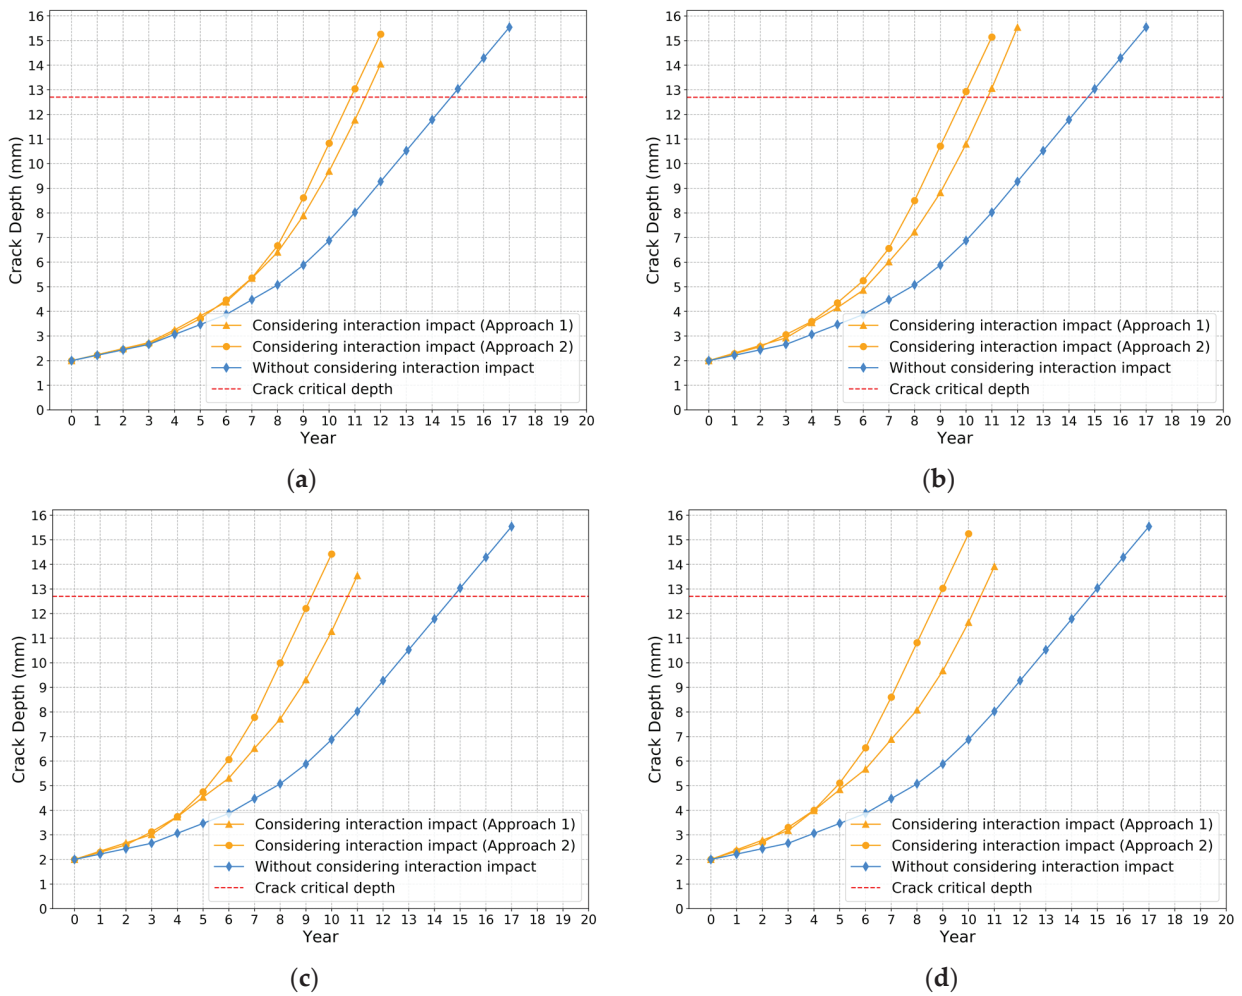 16
15
14
13
12
11
10
9
8
7
6
5
4
3
2
1
0
Crack Depth (mm)
Considering interaction impact (Approach 1)
Considering interaction impact (Approach 2)
Without considering interaction impact
Crack critical depth
0 1 2 3 4 5 6 7 8 9 10 11 12 13 14 15 16 17 18 19 20
Year
(a)
16
15
14
13
12
11
10
9
8
7
6
5
4
3
2
1
0
Crack Depth (mm)
Considering interaction impact (Approach 1)
Considering interaction impact (Approach 2)
Without considering interaction impact
Crack critical depth
0 1 2 3 4 5 6 7 8 9 10 11 12 13 14 15 16 17 18 19 20
Year
(b)
16
15
14
13
12
11
10
9
8
7
6
5
4
3
2
1
0
Crack Depth (mm)
Considering interaction impact (Approach 1)
Considering interaction impact (Approach 2)
Without considering interaction impact
Crack critical depth
0 1 2 3 4 5 6 7 8 9 10 11 12 13 14 15 16 17 18 19 20
Year
(c)
16
15
14
13
12
11
10
9
8
7
6
5
4
3
2
1
0
Crack Depth (mm)
Considering interaction impact (Approach 1)
Considering interaction impact (Approach 2)
Without considering interaction impact
Crack critical depth
0 1 2 3 4 5 6 7 8 9 10 11 12 13 14 15 16 17 18 19 20
Year
(d)